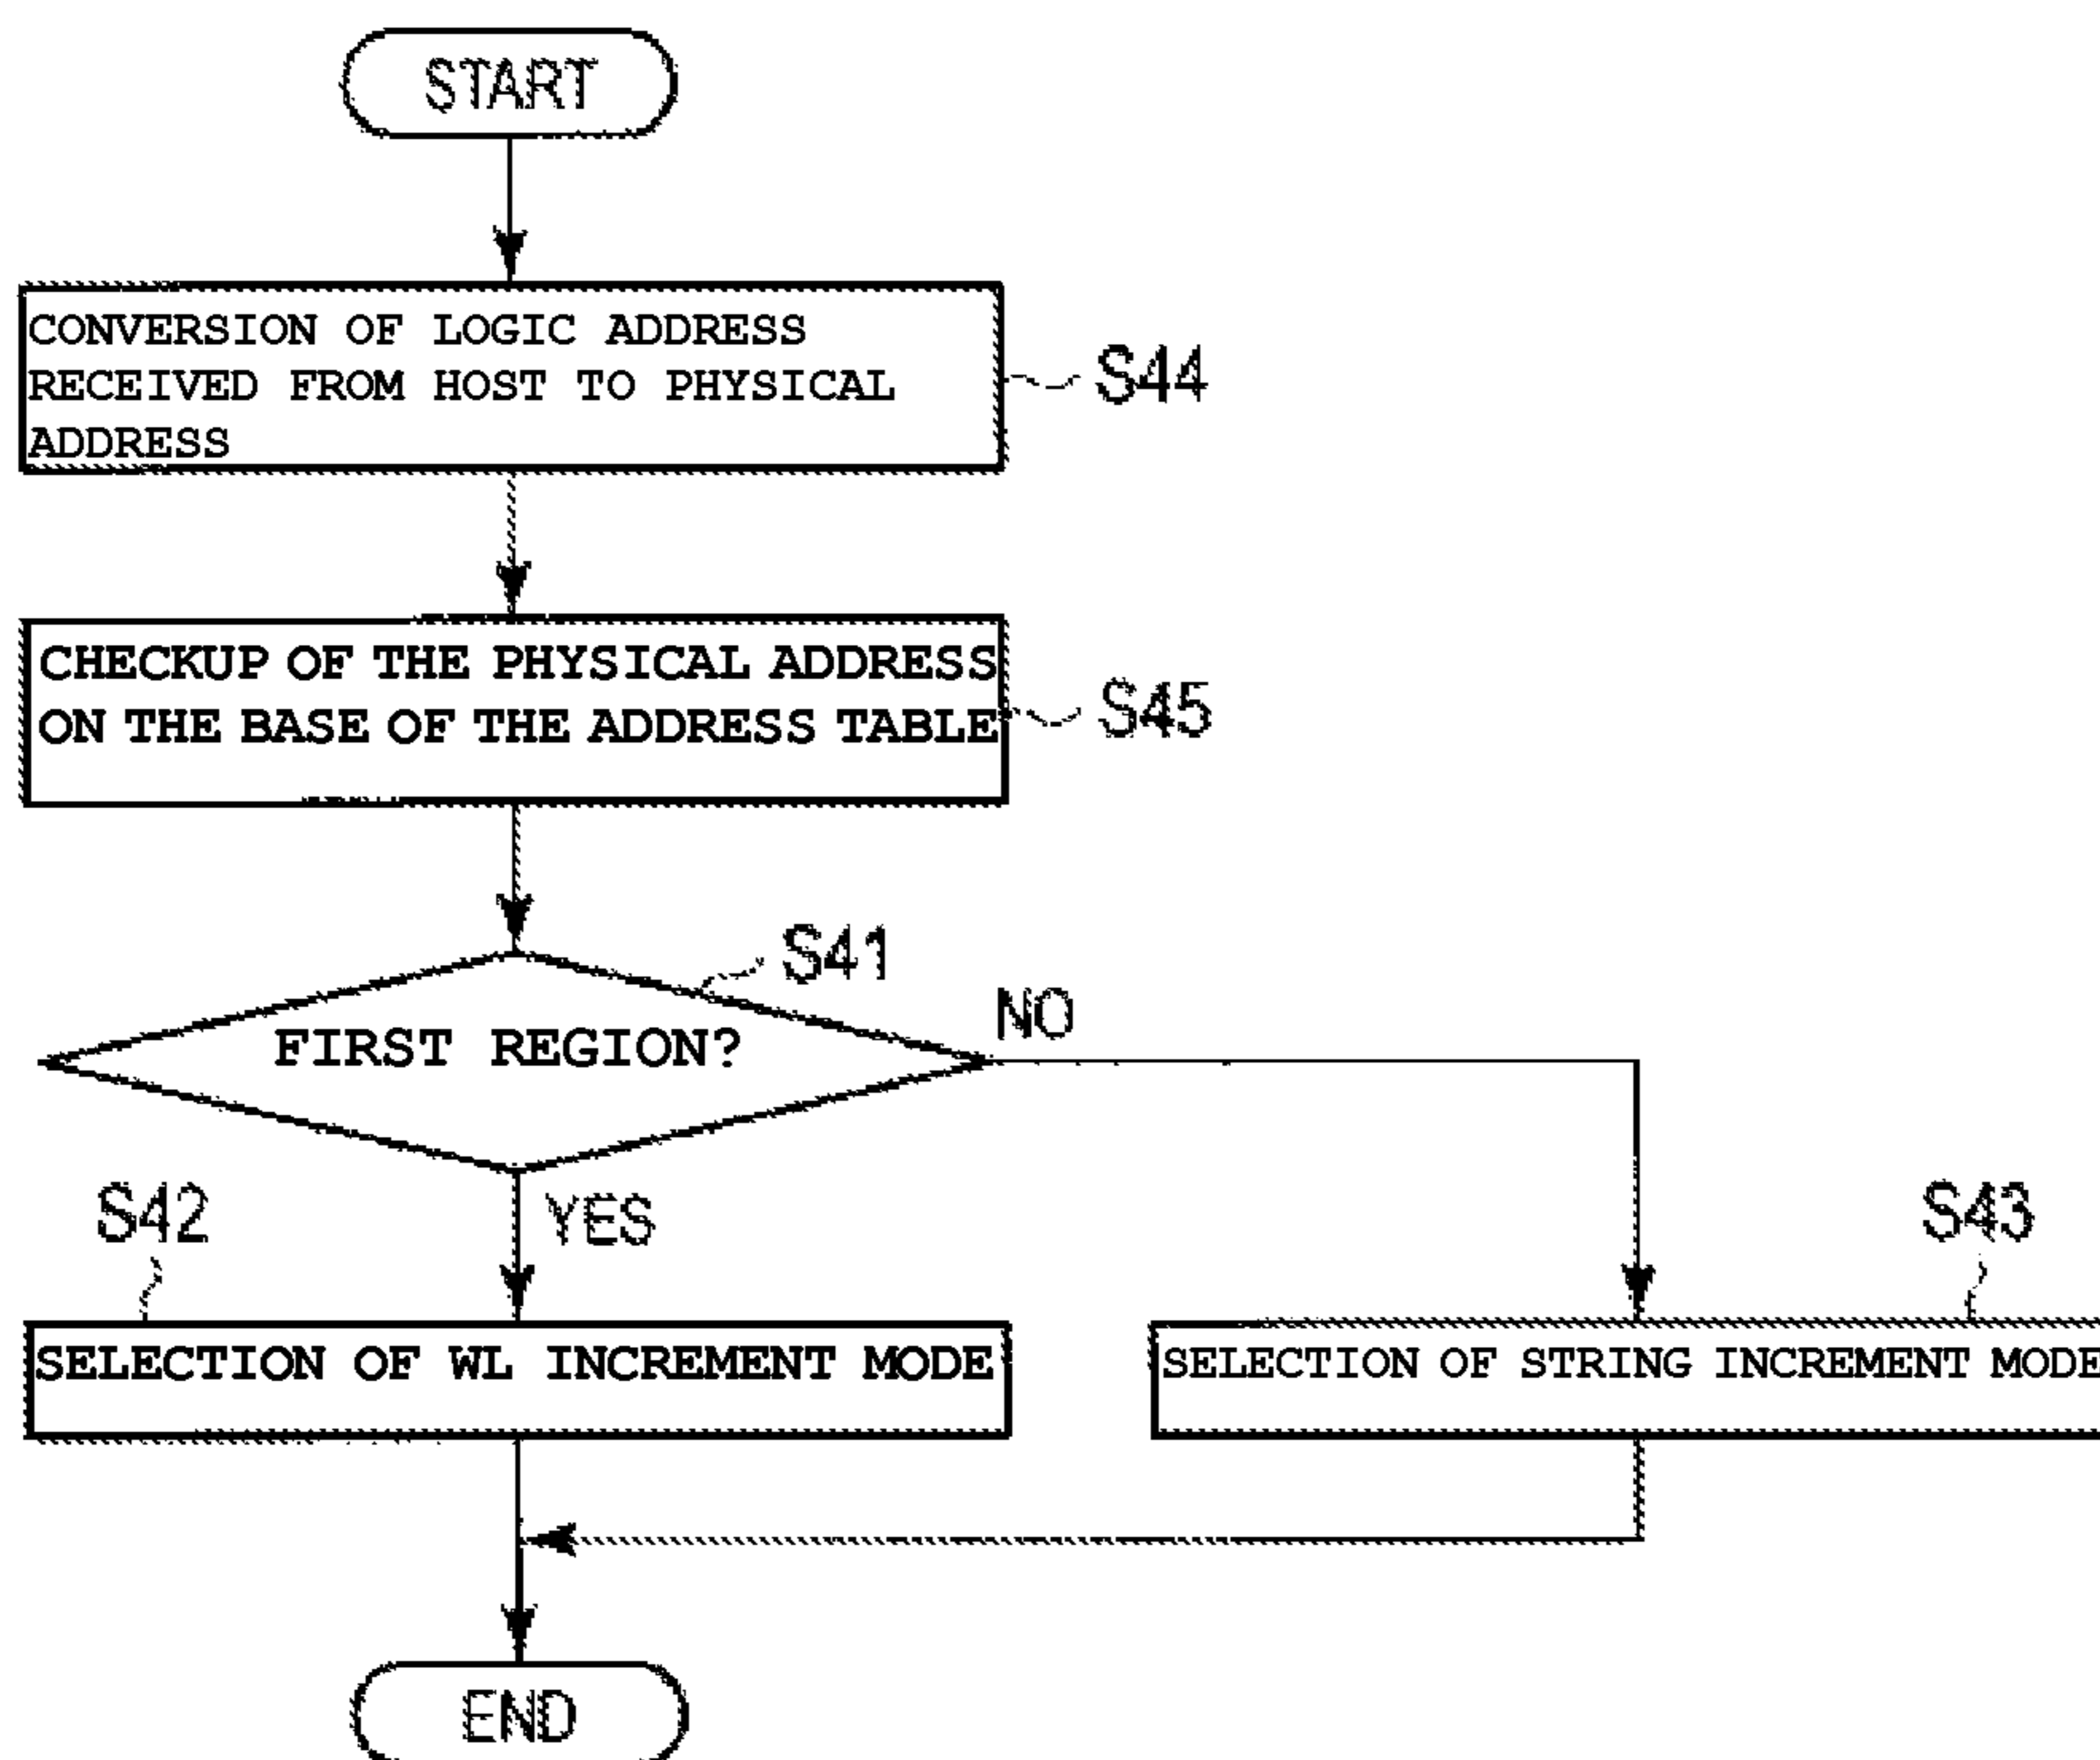 START
CONVERSION OF LOGIC ADDRESS
RECEIVED FROM HOST TO PHYSICAL
ADDRESS
S44
CHECKUP OF THE PHYSICAL ADDRESS
ON THE BASE OF THE ADDRESS TABLE
S45
S41
FIRST REGION?
NO
YES
S42
SELECTION OF WL INCREMENT MODE
S43
SELECTION OF STRING INCREMENT MODE
END